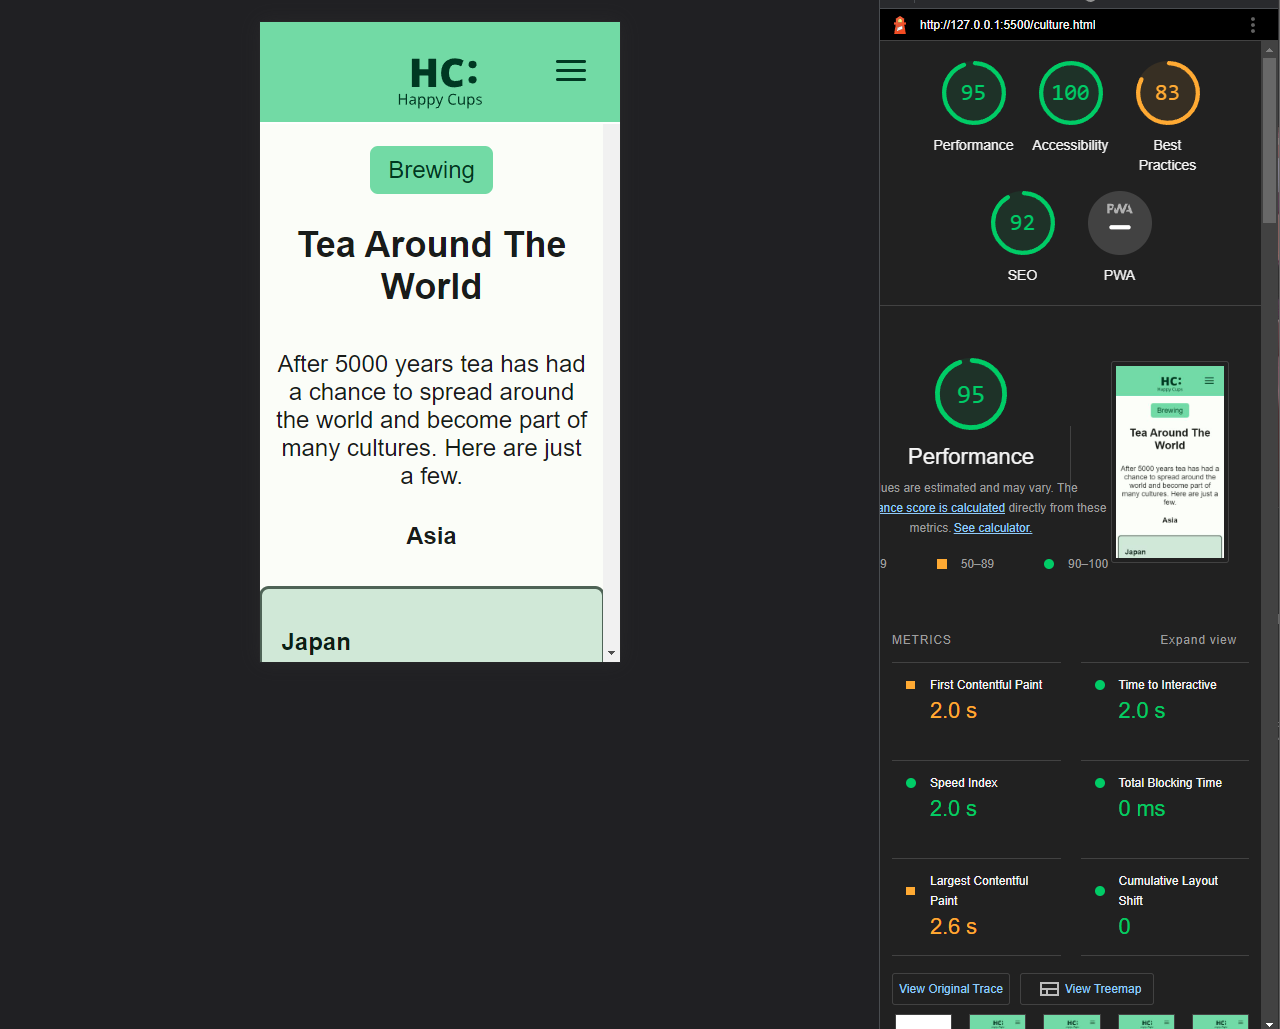 HC:
Happy Cups
Brewing
Tea Around The
World
After 5000 years tea has had
a chance to spread around
the world and become part of
many cultures. Here are just
a few.
Asia
Japan
http://127.0.0.1:5500/culture.html
95
Performance
100
Accessibility
83
Best
Practices
92
SEO
PWA
PWA
95
Performance
ues are estimated and may vary. The
ance score is calculated directly from these
metrics. See calculator.
9
50–89
90–100
HC:
Happy Cups
Brewing
Tea Around The
World
After 5000 years tea has had a
chance to spread around the
world and become part of
many cultures. Here are just a
few.
Asia
Japan
METRICS
Expand view
First Contentful Paint
2.0 s
Time to Interactive
2.0 s
Speed Index
2.0 s
Total Blocking Time
0 ms
Largest Contentful
Paint
2.6 s
Cumulative Layout
Shift
0
View Original Trace
View Treemap
HC:
HC:
HC:
HC: